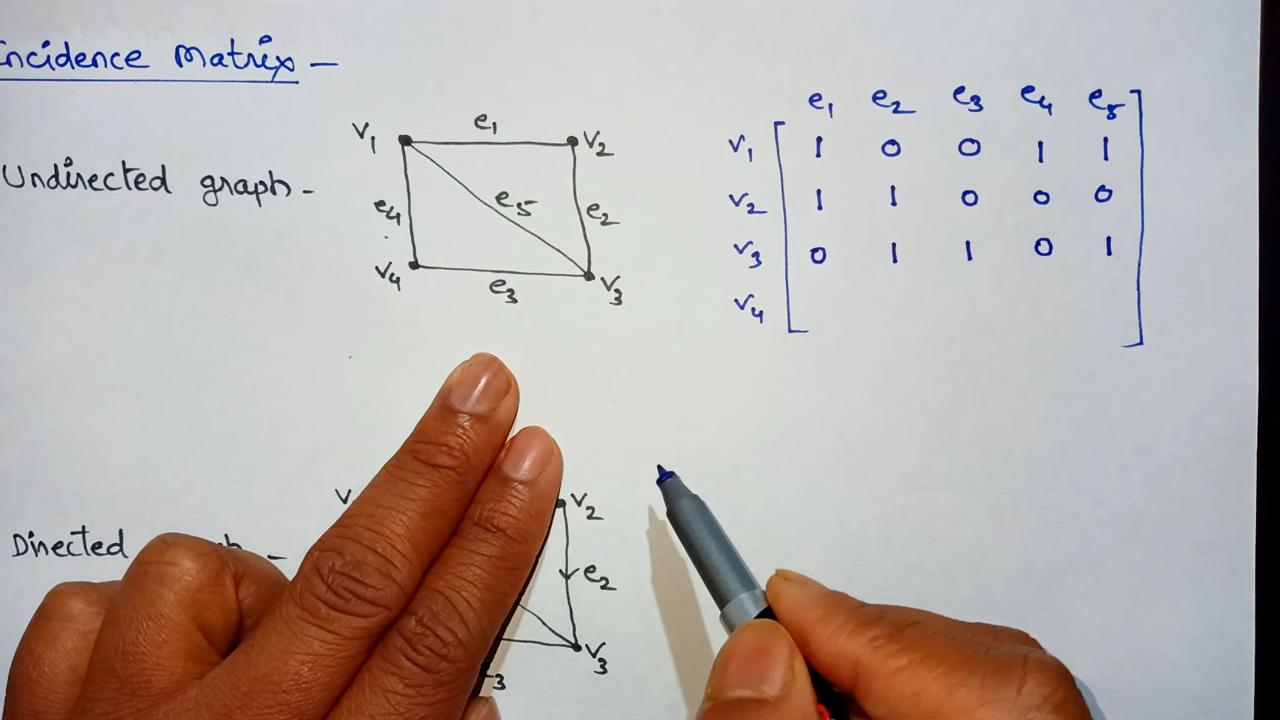 Incidence Matrix -
Undirected graph -
v1 e1 v2
e4 e5 e2
v4 e3 v3
e1 e2 e3 e4 e5
v1 1 0 0 1 1
v2 1 1 0 0 0
v3 0 1 1 0 1
v4
Directed -
v v2
e2
v3
3